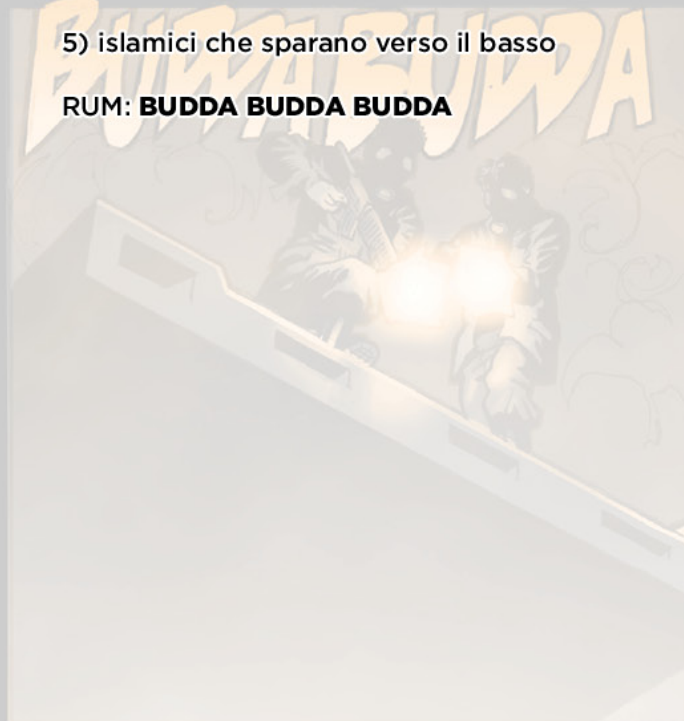 BUDDA BUDDA
5) islamici che sparano verso il basso
RUM: BUDDA BUDDA BUDDA